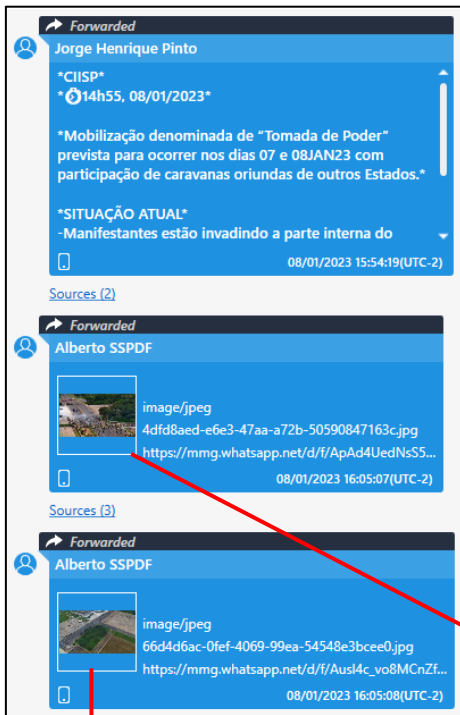 Forwarded
Jorge Henrique Pinto
*CIISP*
*⏱14h55, 08/01/2023*
*Mobilização denominada de “Tomada de Poder”
prevista para ocorrer nos dias 07 e 08JAN23 com
participação de caravanas oriundas de outros Estados.*
*SITUAÇÃO ATUAL*
-Manifestantes estão invadindo a parte interna do
08/01/2023 15:54:19(UTC-2)
Sources (2)
Forwarded
Alberto SSPDF
image/jpeg
4dfd8aed-e6e3-47aa-a72b-50590847163c.jpg
https://mmg.whatsapp.net/d/f/ApAd4UedNsS5...
08/01/2023 16:05:07(UTC-2)
Sources (3)
Forwarded
Alberto SSPDF
image/jpeg
66d4d6ac-0fef-4069-99ea-54548e3bcee0.jpg
https://mmg.whatsapp.net/d/f/Ausl4c_vo8MCnZf...
08/01/2023 16:05:08(UTC-2)